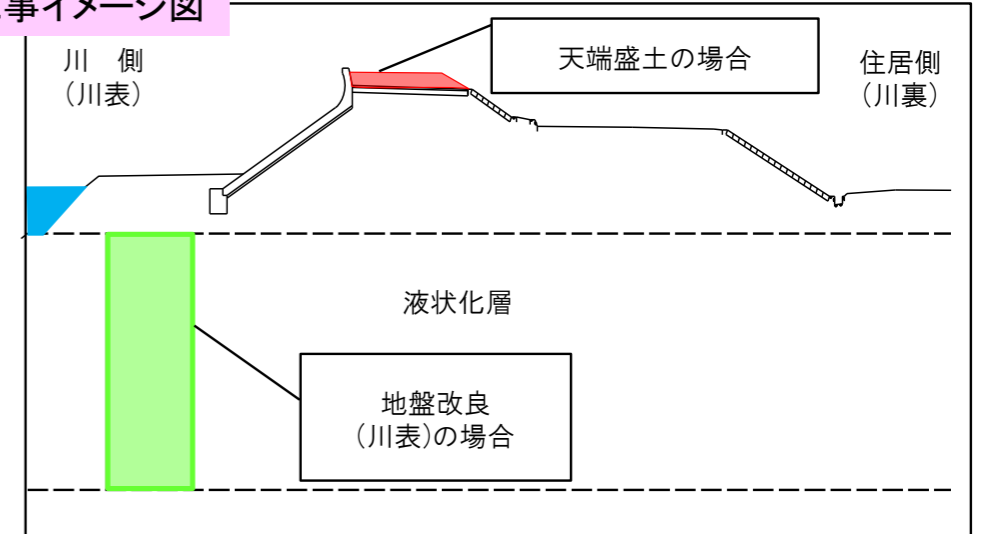 事イメージ図
川　側
（川表）
天端盛土の場合
住居側
（川裏）
液状化層
地盤改良
（川表）の場合